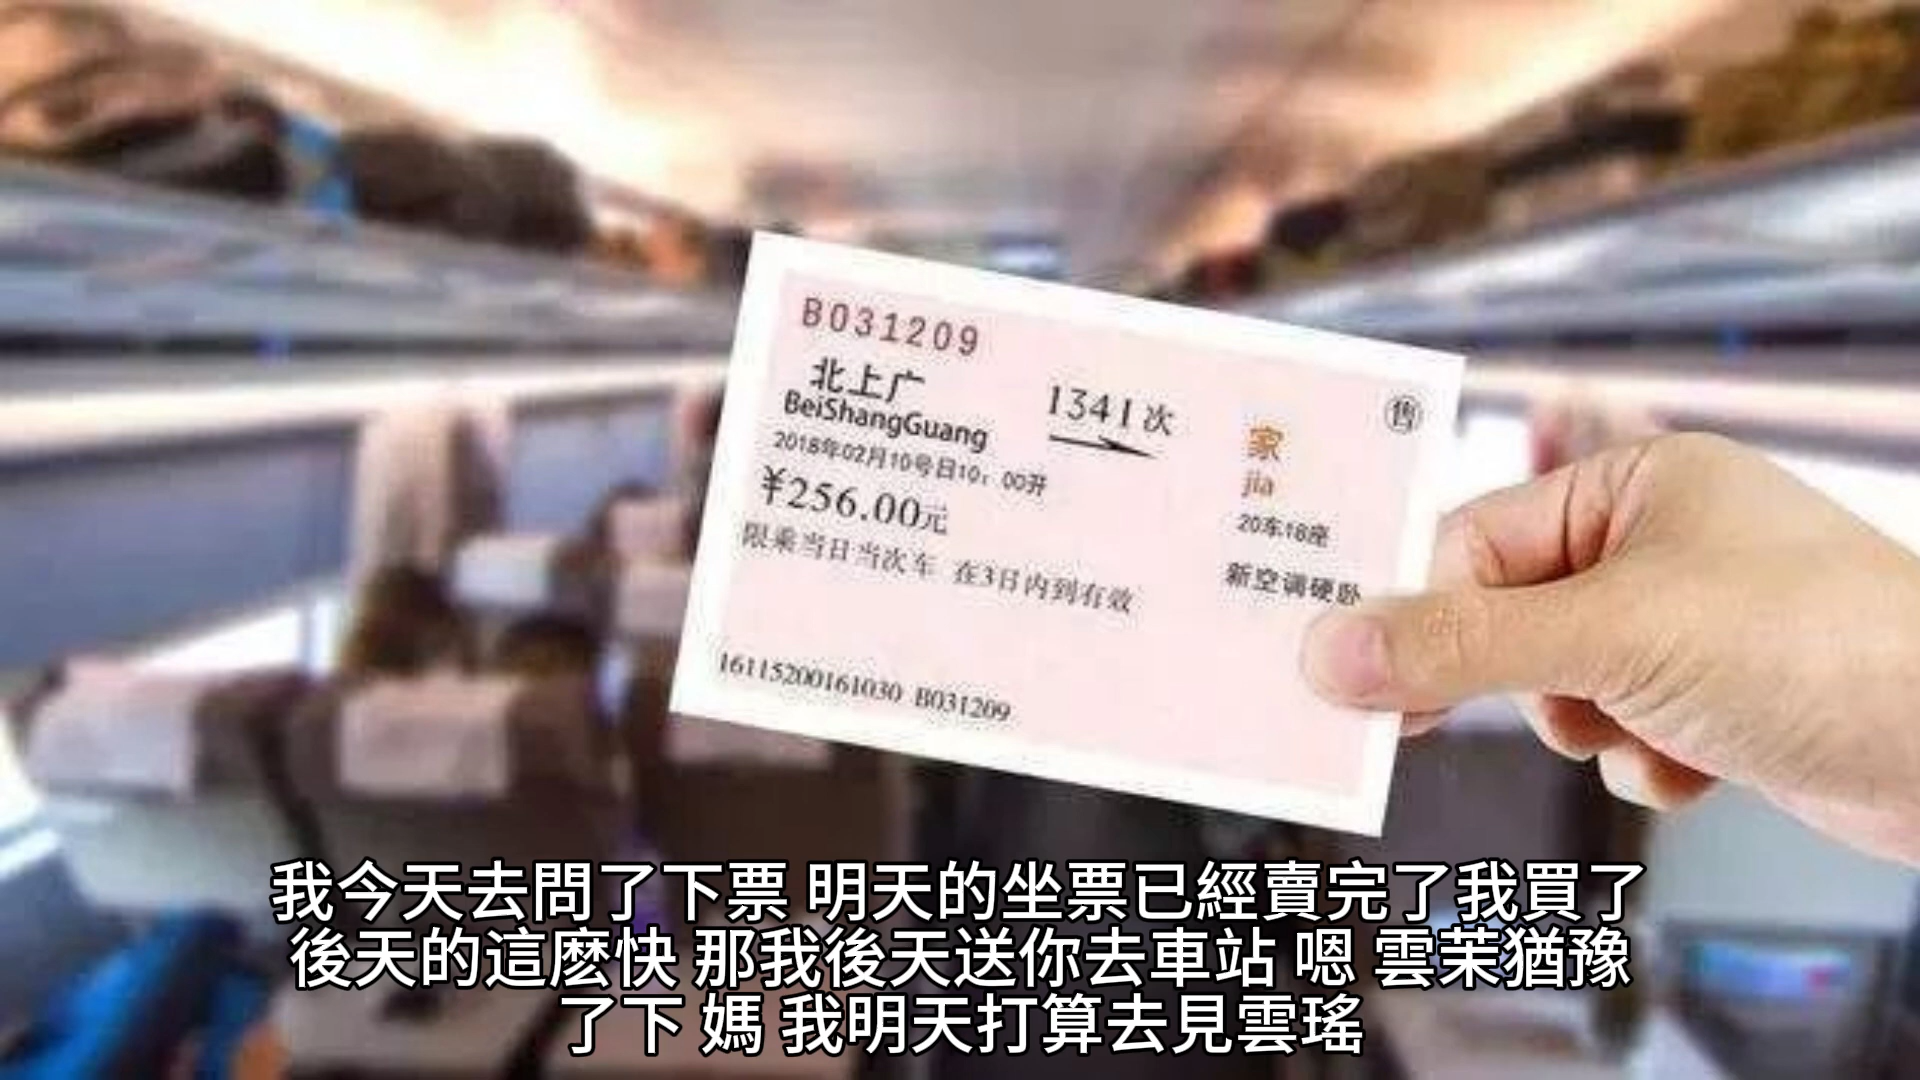 B031209
北上广
BeiShangGuang
1341次
家
jia
售
2018年02月10号日10：00开
20车18座
¥256.00元
新空调硬卧
限乘当日当次车 在3日内到有效
16115200161030 B031209
我今天去問了下票 明天的坐票已經賣完了我買了
後天的這麽快 那我後天送你去車站 嗯 雲茉猶豫
了下 媽 我明天打算去見雲瑤